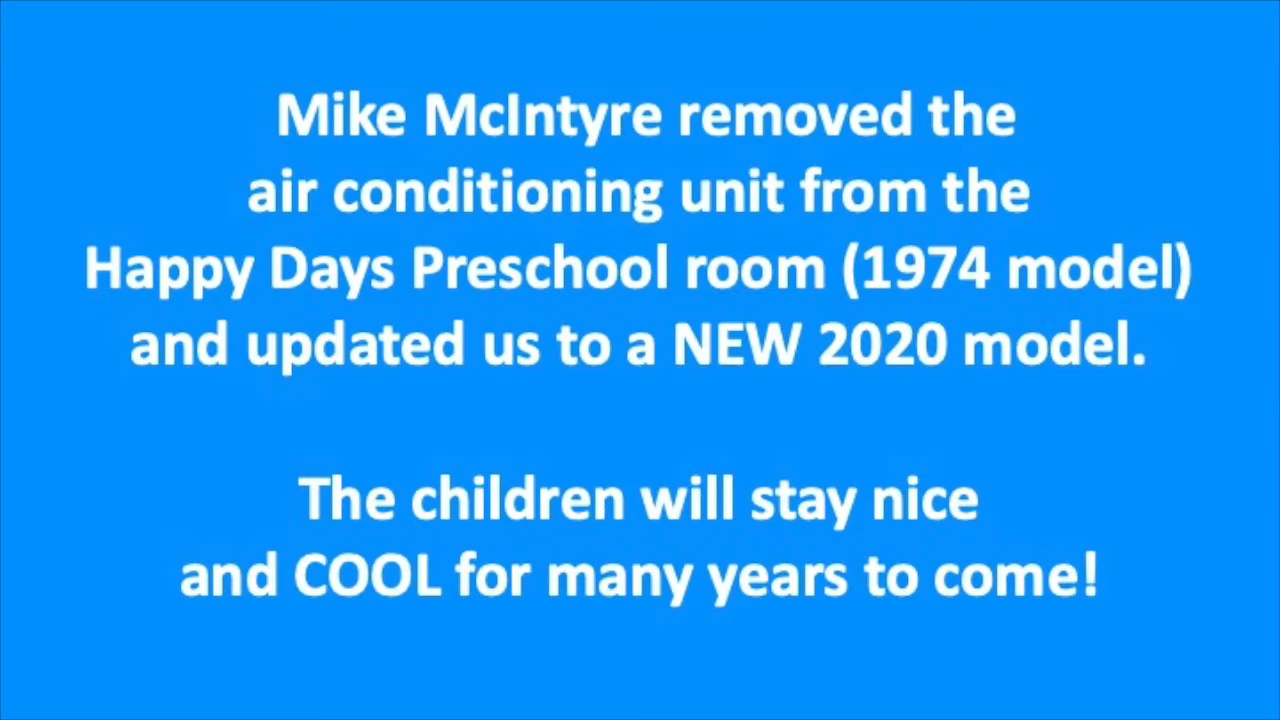 Mike McIntyre removed the
air conditioning unit from the
Happy Days Preschool room (1974 model)
and updated us to a NEW 2020 model.
The children will stay nice
and COOL for many years to come!